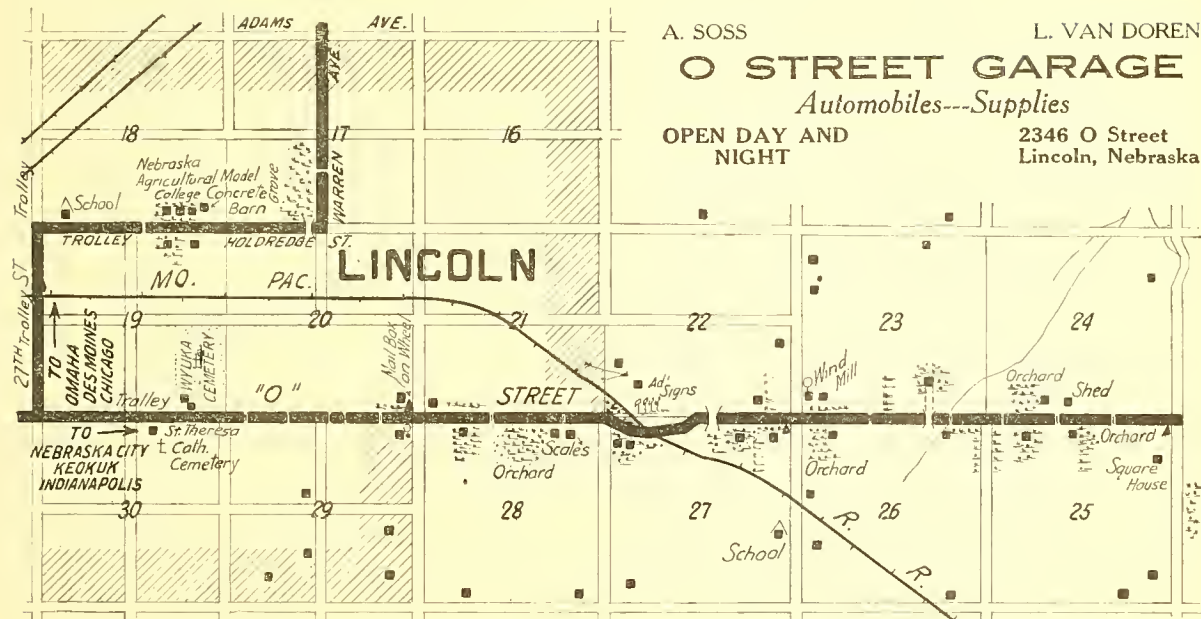 A. SOSS L. VAN DOREN
O STREET GARAGE
Automobiles---Supplies
OPEN DAY AND
NIGHT
2346 O Street
Lincoln, Nebraska
ADAMS AVE.
18
17
16
WARREN AVE
Trolley
School
Nebraska
Agricultural
College
Model
Concrete
Barn
Grove
TROLLEY
HOLDREDGE ST.
LINCOLN
MO. PAC.
27TH ST
Trolley
TO
OMAHA
DES MOINES
CHICAGO
19
20
21
22
23
24
WYUKA
CEMETERY
Mail Box
on Wheel
Trolley
"O" STREET
Ad'
Signs
Wind
Mill
Orchard
Shed
TO
NEBRASKA CITY
KEOKUK
INDIANAPOLIS
St. Theresa
Cath.
Cemetery
Scales
Orchard
Orchard
Orchard
Square
House
30
29
28
27
26
25
School
R. R.